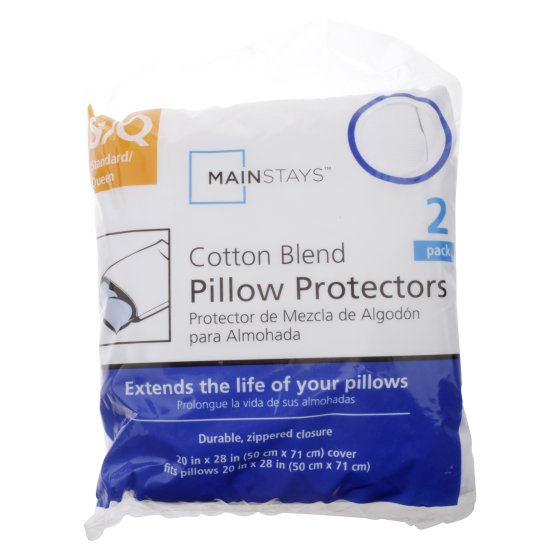 S/Q
Standard/
Queen
MAINSTAYS™
2
pack
Cotton Blend
Pillow Protectors
Protector de Mezcla de Algodón
para Almohada
Extends the life of your pillows
Prolongue la vida de sus almohadas
Durable, zippered closure
20 in x 28 in (50 cm x 71 cm) cover
fits pillows 20 in x 28 in (50 cm x 71 cm)